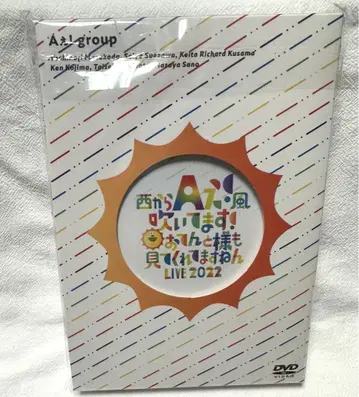 Aぇ! group
Seiya Suezawa, Keita Richard Kusama
Ken Kojima,
Masaya Sano
西からAぇ!風
吹いてます!
おてんと様も
見てくれてますねん
LIVE 2022
DVD
VIDEO